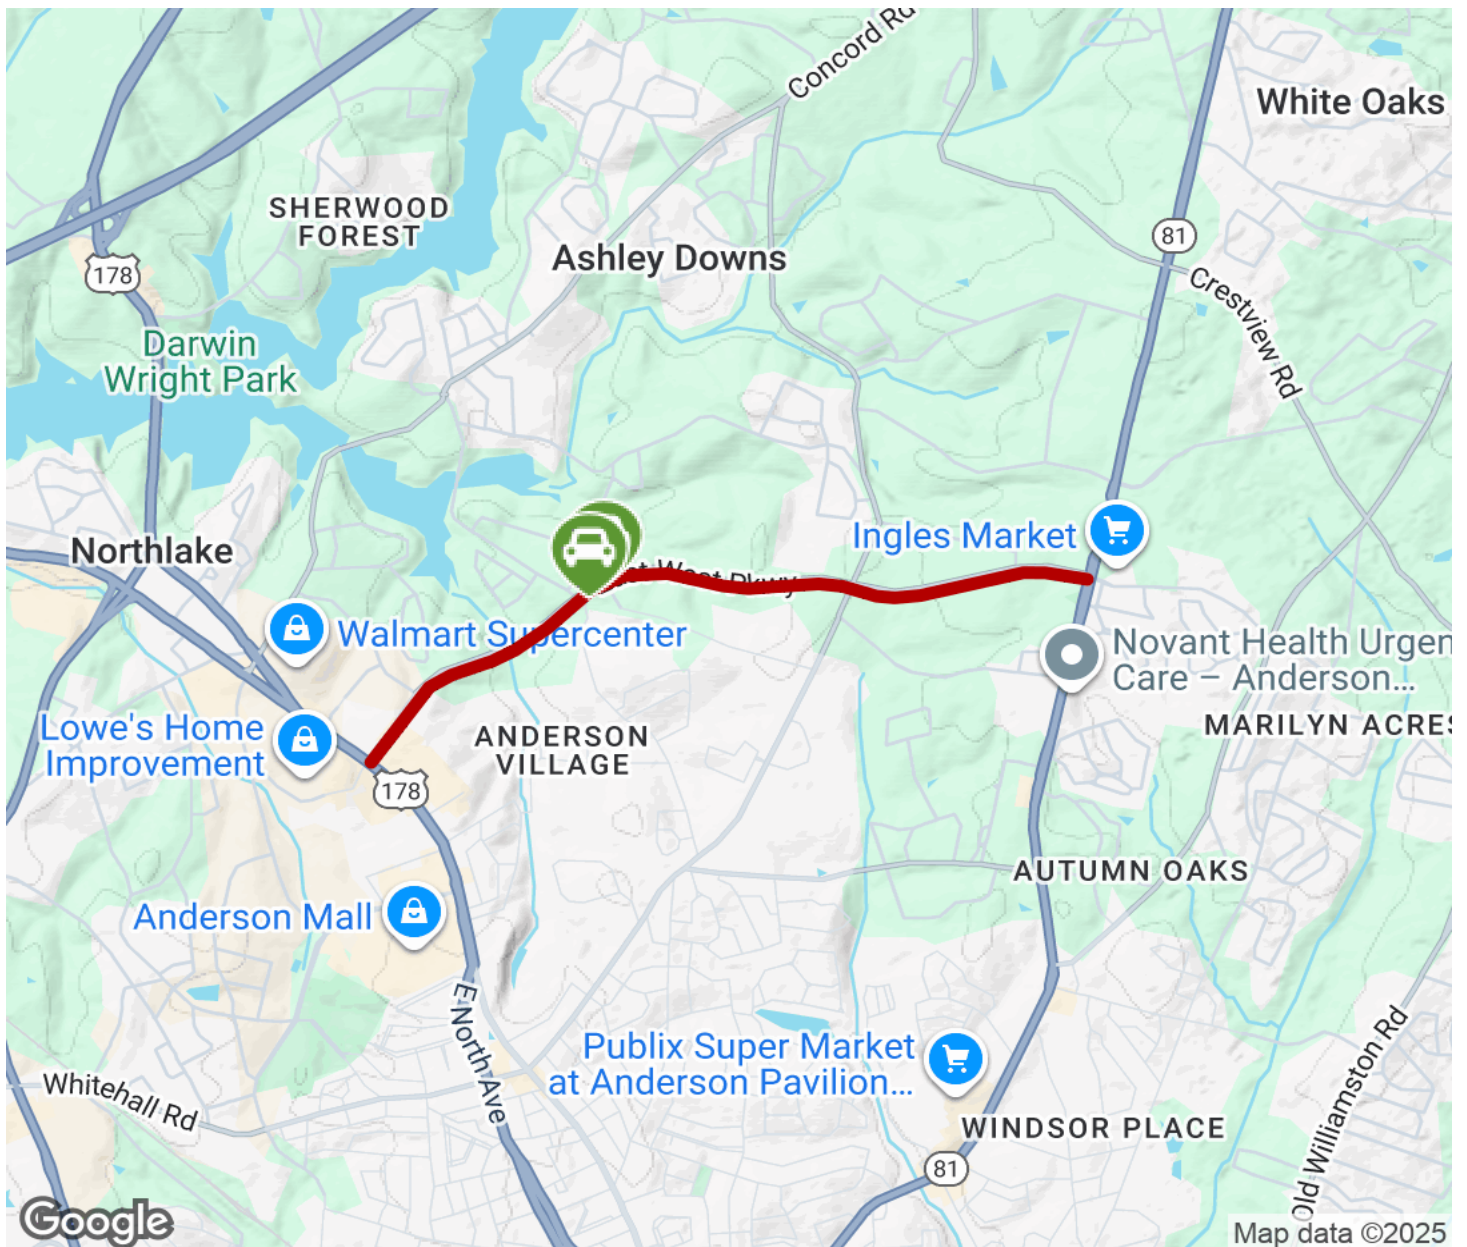 Concord Rd
White Oaks
SHERWOOD
FOREST
81
Ashley Downs
178
Crestview Rd
Darwin
Wright Park
Ingles Market
Northlake
st-West Pkwy
Walmart Supercenter
Novant Health Urgen
Care – Anderson...
Lowe's Home
Improvement
ANDERSON
VILLAGE
MARILYN ACRES
178
AUTUMN OAKS
Anderson Mall
E North Ave
Publix Super Market
at Anderson Pavilion...
Whitehall Rd
Old Williamston Rd
WINDSOR PLACE
81
Google
Map data ©2025